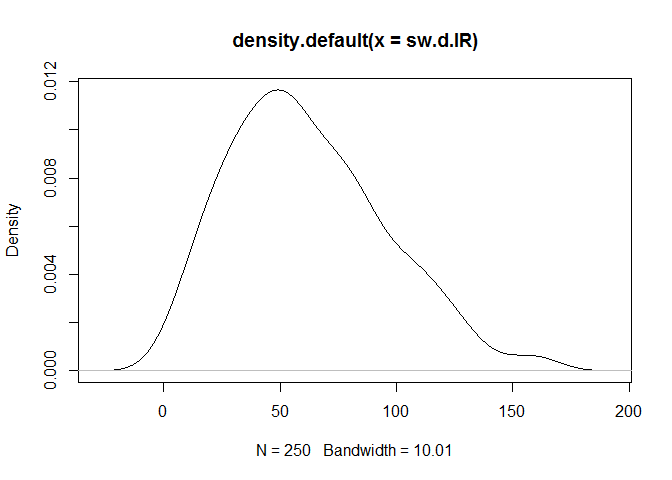 density.default(x = sw.d.IR)
Density
0.012
0.008
0.004
0.000
0 50 100 150 200
N = 250 Bandwidth = 10.01